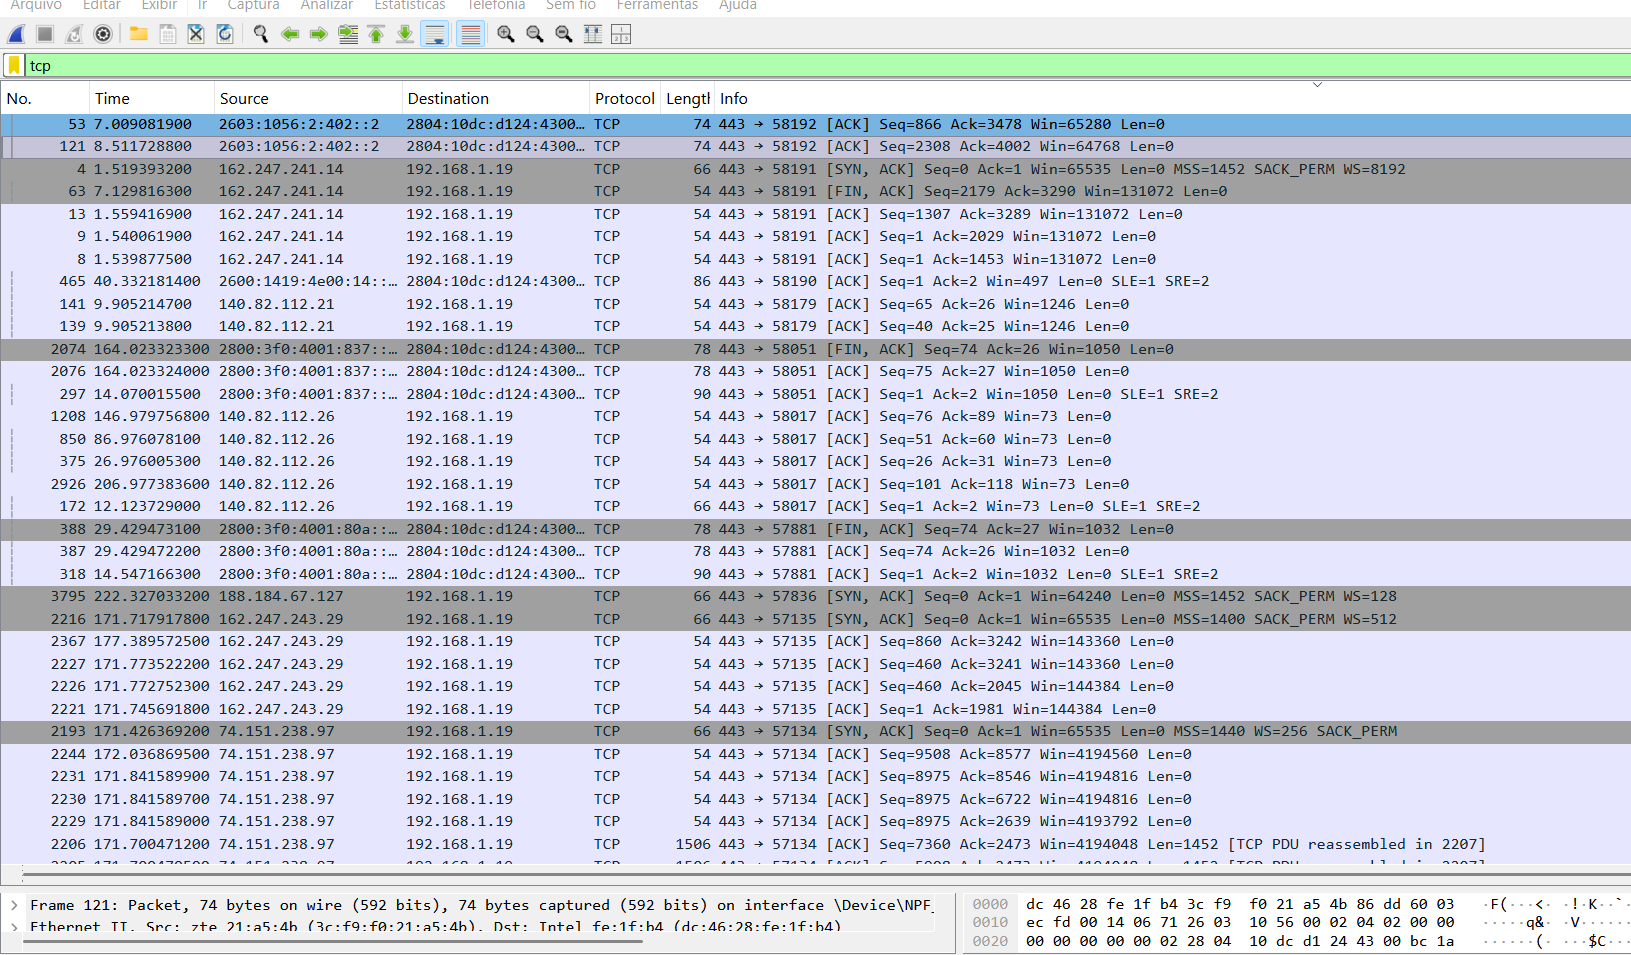 Arquivo Editar Exibir Ir Captura Analizar Estatísticas Telefonia Sem fio Ferramentas Ajuda
tcp
No. Time Source Destination Protocol Length Info
53 7.009081900 2603:1056:2:402::2 2804:10dc:d124:4300… TCP 74 443 → 58192 [ACK] Seq=866 Ack=3478 Win=65280 Len=0
121 8.511728800 2603:1056:2:402::2 2804:10dc:d124:4300… TCP 74 443 → 58192 [ACK] Seq=2308 Ack=4002 Win=64768 Len=0
4 1.519393200 162.247.241.14 192.168.1.19 TCP 66 443 → 58191 [SYN, ACK] Seq=0 Ack=1 Win=65535 Len=0 MSS=1452 SACK_PERM WS=8192
63 7.129816300 162.247.241.14 192.168.1.19 TCP 54 443 → 58191 [FIN, ACK] Seq=2179 Ack=3290 Win=131072 Len=0
13 1.559416900 162.247.241.14 192.168.1.19 TCP 54 443 → 58191 [ACK] Seq=1307 Ack=3289 Win=131072 Len=0
9 1.540061900 162.247.241.14 192.168.1.19 TCP 54 443 → 58191 [ACK] Seq=1 Ack=2029 Win=131072 Len=0
8 1.539877500 162.247.241.14 192.168.1.19 TCP 54 443 → 58191 [ACK] Seq=1 Ack=1453 Win=131072 Len=0
465 40.332181400 2600:1419:4e00:14::… 2804:10dc:d124:4300… TCP 86 443 → 58190 [ACK] Seq=1 Ack=2 Win=497 Len=0 SLE=1 SRE=2
141 9.905214700 140.82.112.21 192.168.1.19 TCP 54 443 → 58179 [ACK] Seq=65 Ack=26 Win=1246 Len=0
139 9.905213800 140.82.112.21 192.168.1.19 TCP 54 443 → 58179 [ACK] Seq=40 Ack=25 Win=1246 Len=0
2074 164.023323300 2800:3f0:4001:837::… 2804:10dc:d124:4300… TCP 78 443 → 58051 [FIN, ACK] Seq=74 Ack=26 Win=1050 Len=0
2076 164.023324000 2800:3f0:4001:837::… 2804:10dc:d124:4300… TCP 78 443 → 58051 [ACK] Seq=75 Ack=27 Win=1050 Len=0
297 14.070015500 2800:3f0:4001:837::… 2804:10dc:d124:4300… TCP 90 443 → 58051 [ACK] Seq=1 Ack=2 Win=1050 Len=0 SLE=1 SRE=2
1208 146.979756800 140.82.112.26 192.168.1.19 TCP 54 443 → 58017 [ACK] Seq=76 Ack=89 Win=73 Len=0
850 86.976078100 140.82.112.26 192.168.1.19 TCP 54 443 → 58017 [ACK] Seq=51 Ack=60 Win=73 Len=0
375 26.976005300 140.82.112.26 192.168.1.19 TCP 54 443 → 58017 [ACK] Seq=26 Ack=31 Win=73 Len=0
2926 206.977383600 140.82.112.26 192.168.1.19 TCP 54 443 → 58017 [ACK] Seq=101 Ack=118 Win=73 Len=0
172 12.123729000 140.82.112.26 192.168.1.19 TCP 66 443 → 58017 [ACK] Seq=1 Ack=2 Win=73 Len=0 SLE=1 SRE=2
388 29.429473100 2800:3f0:4001:80a::… 2804:10dc:d124:4300… TCP 78 443 → 57881 [FIN, ACK] Seq=74 Ack=27 Win=1032 Len=0
387 29.429472200 2800:3f0:4001:80a::… 2804:10dc:d124:4300… TCP 78 443 → 57881 [ACK] Seq=74 Ack=26 Win=1032 Len=0
318 14.547166300 2800:3f0:4001:80a::… 2804:10dc:d124:4300… TCP 90 443 → 57881 [ACK] Seq=1 Ack=2 Win=1032 Len=0 SLE=1 SRE=2
3795 222.327033200 188.184.67.127 192.168.1.19 TCP 66 443 → 57836 [SYN, ACK] Seq=0 Ack=1 Win=64240 Len=0 MSS=1452 SACK_PERM WS=128
2216 171.717917800 162.247.243.29 192.168.1.19 TCP 66 443 → 57135 [SYN, ACK] Seq=0 Ack=1 Win=65535 Len=0 MSS=1400 SACK_PERM WS=512
2367 177.389572500 162.247.243.29 192.168.1.19 TCP 54 443 → 57135 [ACK] Seq=860 Ack=3242 Win=143360 Len=0
2227 171.773522200 162.247.243.29 192.168.1.19 TCP 54 443 → 57135 [ACK] Seq=460 Ack=3241 Win=143360 Len=0
2226 171.772752300 162.247.243.29 192.168.1.19 TCP 54 443 → 57135 [ACK] Seq=460 Ack=2045 Win=144384 Len=0
2221 171.745691800 162.247.243.29 192.168.1.19 TCP 54 443 → 57135 [ACK] Seq=1 Ack=1981 Win=144384 Len=0
2193 171.426369200 74.151.238.97 192.168.1.19 TCP 66 443 → 57134 [SYN, ACK] Seq=0 Ack=1 Win=65535 Len=0 MSS=1440 WS=256 SACK_PERM
2244 172.036869500 74.151.238.97 192.168.1.19 TCP 54 443 → 57134 [ACK] Seq=9508 Ack=8577 Win=4194560 Len=0
2231 171.841589900 74.151.238.97 192.168.1.19 TCP 54 443 → 57134 [ACK] Seq=8975 Ack=8546 Win=4194816 Len=0
2230 171.841589700 74.151.238.97 192.168.1.19 TCP 54 443 → 57134 [ACK] Seq=8975 Ack=6722 Win=4194816 Len=0
2229 171.841589000 74.151.238.97 192.168.1.19 TCP 54 443 → 57134 [ACK] Seq=8975 Ack=2639 Win=4193792 Len=0
2206 171.700471200 74.151.238.97 192.168.1.19 TCP 1506 443 → 57134 [ACK] Seq=7360 Ack=2473 Win=4194048 Len=1452 [TCP PDU reassembled in 2207]
Frame 121: Packet, 74 bytes on wire (592 bits), 74 bytes captured (592 bits) on interface \Device\NPF_
Ethernet II, Src: zte_21:a5:4b (3c:f9:f0:21:a5:4b), Dst: Intel_fe:1f:b4 (dc:46:28:fe:1f:b4)
0000 dc 46 28 fe 1f b4 3c f9 f0 21 a5 4b 86 dd 60 03 ·F(···<· ·!·K··`·
0010 ec fd 00 14 06 71 26 03 10 56 00 02 04 02 00 00 ·····q&· ·V······
0020 00 00 00 00 00 02 28 04 10 dc d1 24 43 00 bc 1a ······(· ···$C···